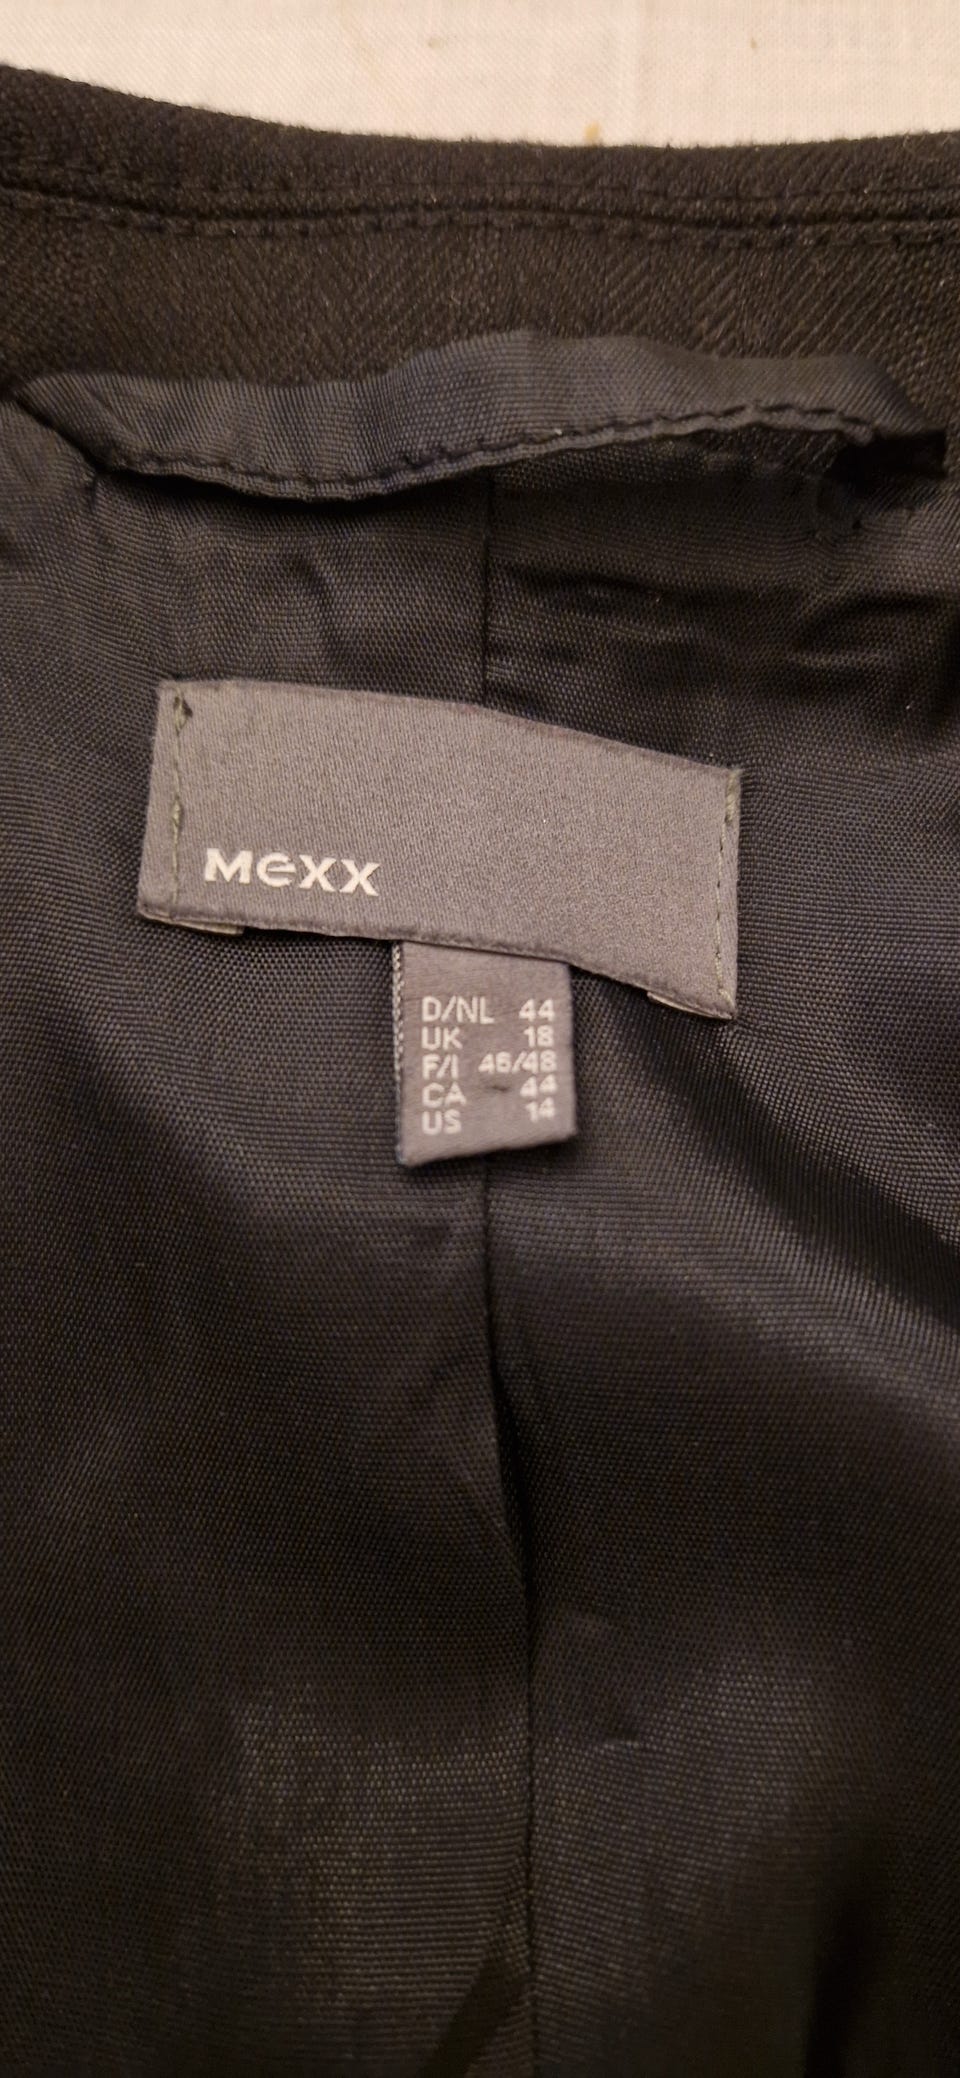 Mexx
D/NL 44
UK 18
F/I 46/48
CA 44
US 14